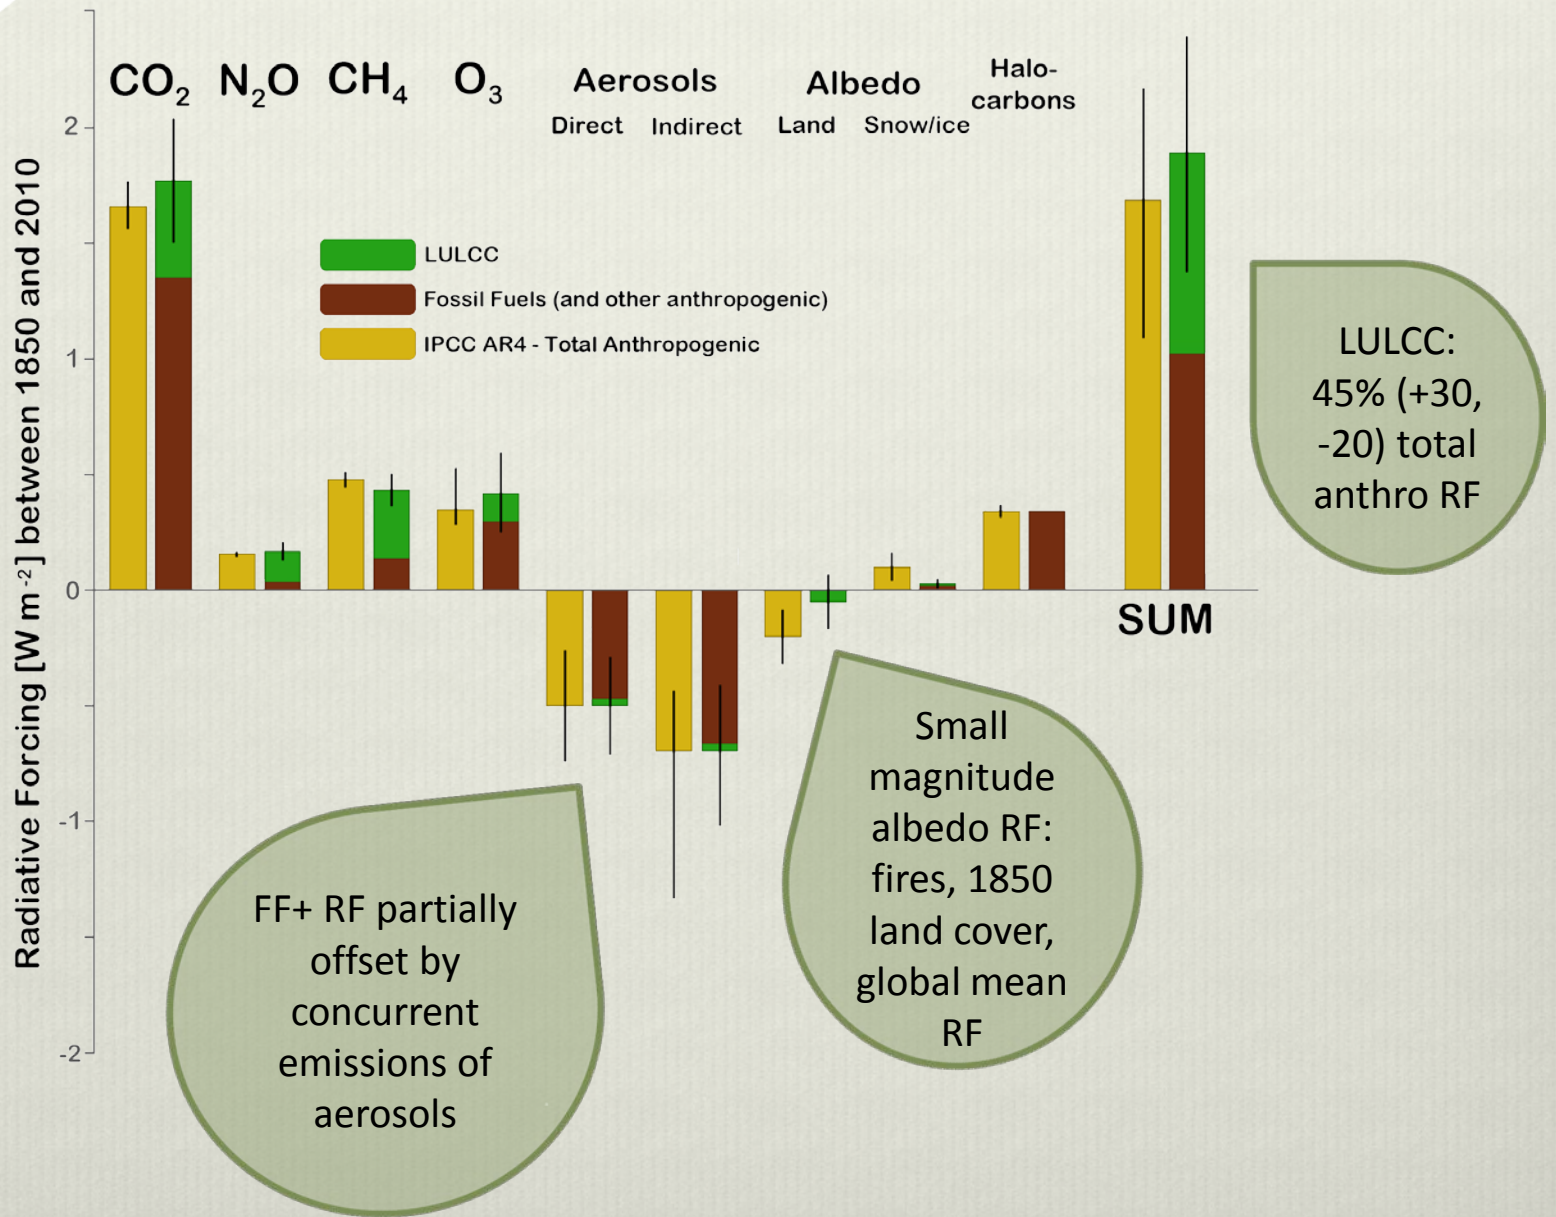 CO₂ N₂O CH₄ O₃ Aerosols Albedo Halo-
carbons
Direct Indirect Land Snow/ice
Radiative Forcing [W m⁻²] between 1850 and 2010
2
1
0
-1
-2
LULCC
Fossil Fuels (and other anthropogenic)
IPCC AR4 - Total Anthropogenic
SUM
LULCC:
45% (+30,
-20) total
anthro RF
Small
magnitude
albedo RF:
fires, 1850
land cover,
global mean
RF
FF+ RF partially
offset by
concurrent
emissions of
aerosols